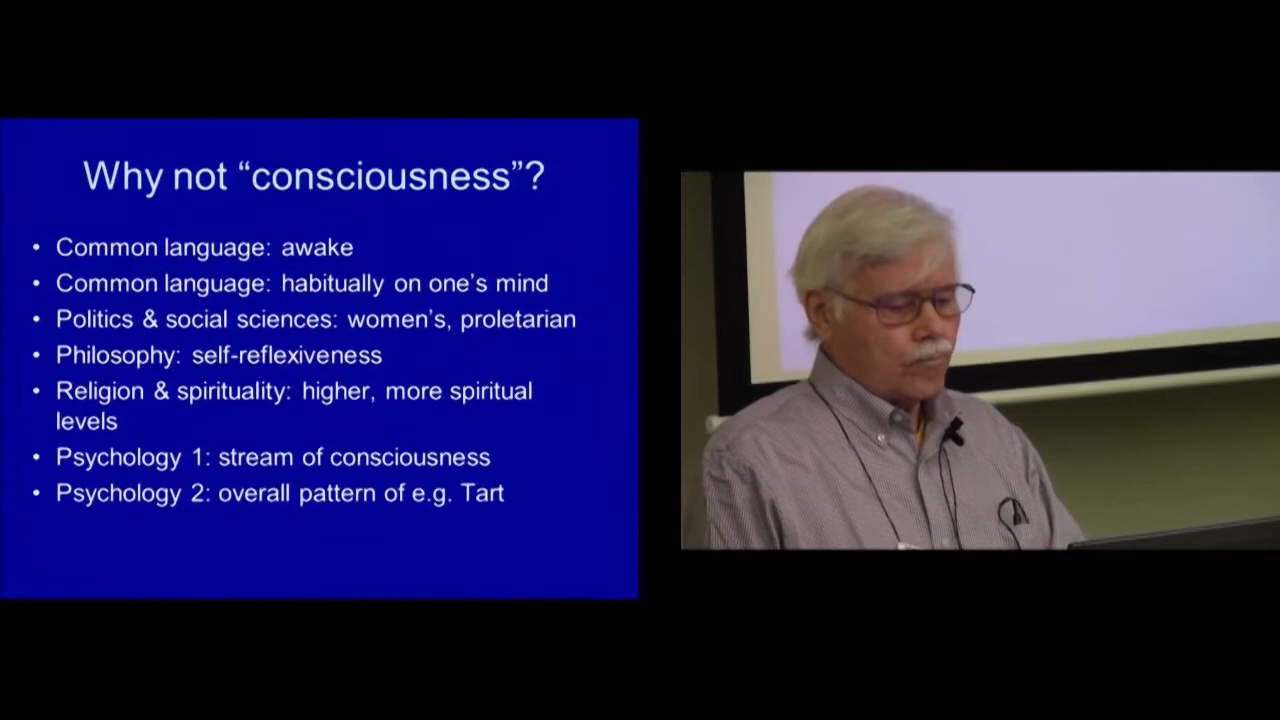 Why not “consciousness”?
• Common language: awake
• Common language: habitually on one’s mind
• Politics & social sciences: women’s, proletarian
• Philosophy: self-reflexiveness
• Religion & spirituality: higher, more spiritual
levels
• Psychology 1: stream of consciousness
• Psychology 2: overall pattern of e.g. Tart